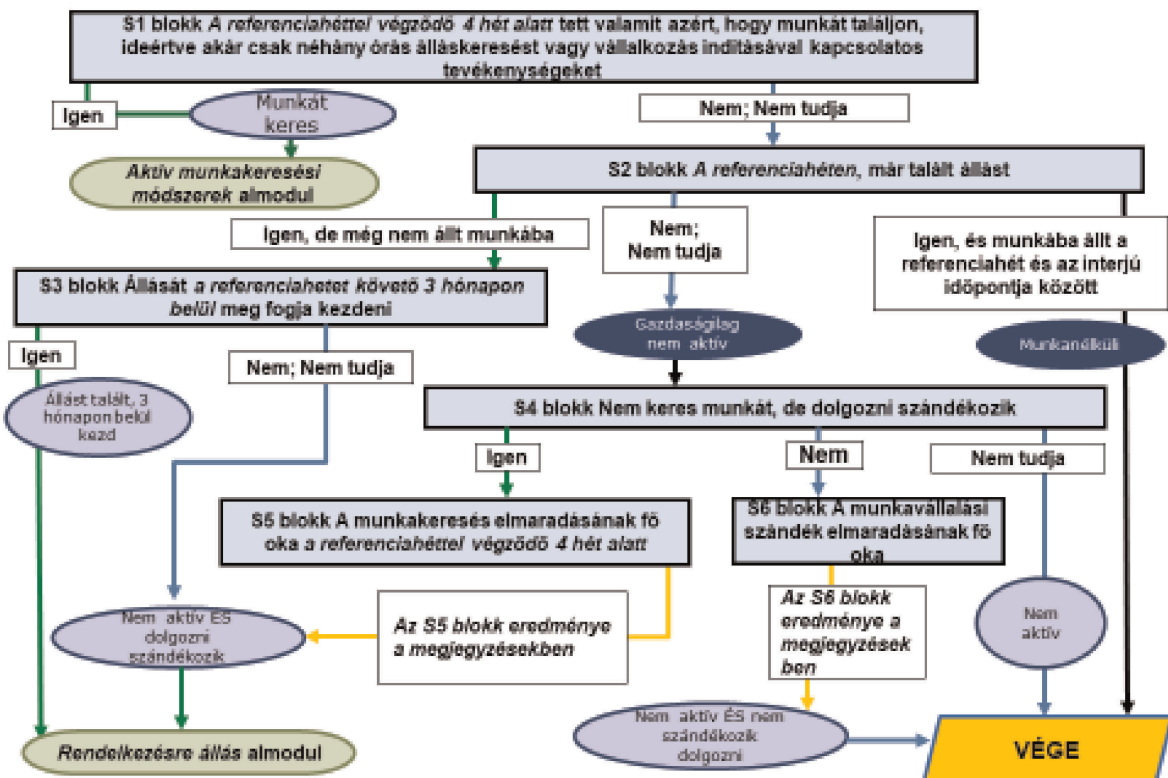 S1 blokk A referenciahéttel végződő 4 hét alatt tett valamit azért, hogy munkát találjon,
ideértve akár csak néhány órás álláskeresést vagy vállalkozás indításával kapcsolatos
tevékenységeket
Igen
Munkát
keres
Nem; Nem tudja
Aktív munkakeresési
módszerek almodul
S2 blokk A referenciahéten, már talált állást
Igen, de még nem állt munkába
Nem;
Nem tudja
Igen, és munkába állt a
referenciahét és az interjú
időpontja között
S3 blokk Állását a referenciahetet követő 3 hónapon
belül meg fogja kezdeni
Gazdaságilag
nem aktív
Munkanélküli
Igen
Nem; Nem tudja
Állást talált, 3
hónapon belül
kezd
S4 blokk Nem keres munkát, de dolgozni szándékozik
Igen
Nem
Nem tudja
S5 blokk A munkakeresés elmaradásának fő
oka a referenciahéttel végződő 4 hét alatt
S6 blokk A munkavállalási
szándék elmaradásának fő
oka
Nem aktív ÉS
dolgozni
szándékozik
Az S5 blokk eredménye
a megjegyzésekben
Az S6 blokk
eredménye a
megjegyzések
ben
Nem
aktív
Nem aktív ÉS nem
szándékozik
dolgozni
Rendelkezésre állás almodul
VÉGE